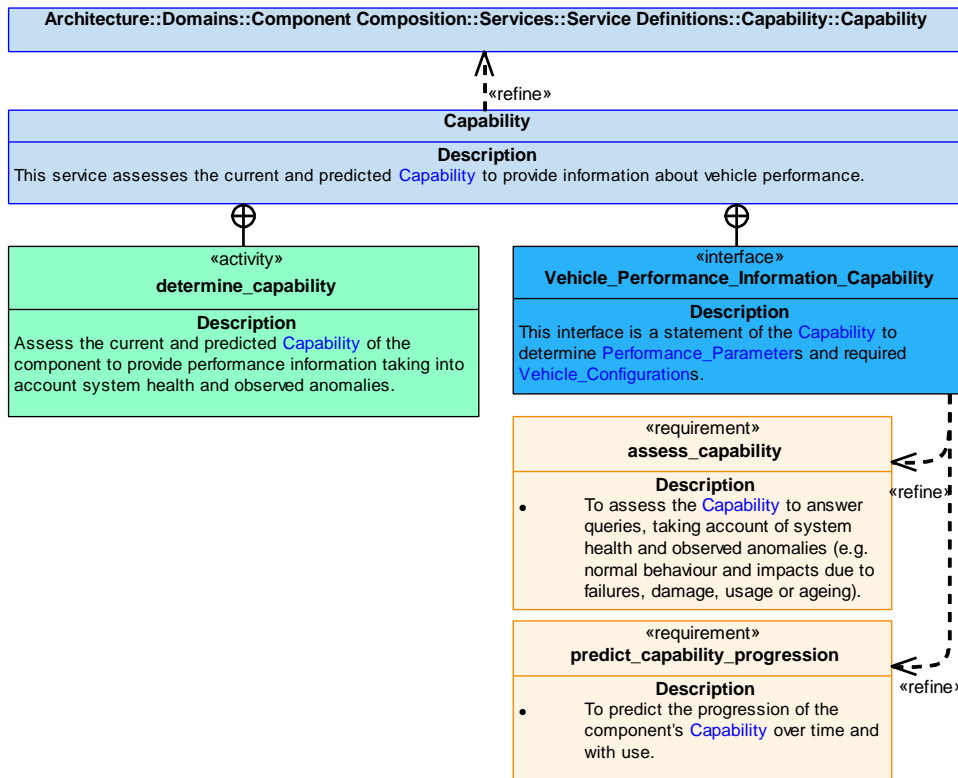 Architecture::Domains::Component Composition::Services::Service Definitions::Capability::Capability
«refine»
Capability
Description
This service assesses the current and predicted Capability to provide information about vehicle performance.
«activity»
determine_capability
Description
Assess the current and predicted Capability of the
component to provide performance information taking into
account system health and observed anomalies.
«interface»
Vehicle_Performance_Information_Capability
Description
This interface is a statement of the Capability to
determine Performance_Parameters and required
Vehicle_Configurations.
«requirement»
assess_capability
Description
• To assess the Capability to answer
queries, taking account of system
health and observed anomalies (e.g.
normal behaviour and impacts due to
failures, damage, usage or ageing).
«refine»
«requirement»
predict_capability_progression
Description
• To predict the progression of the
component's Capability over time and
with use.
«refine»